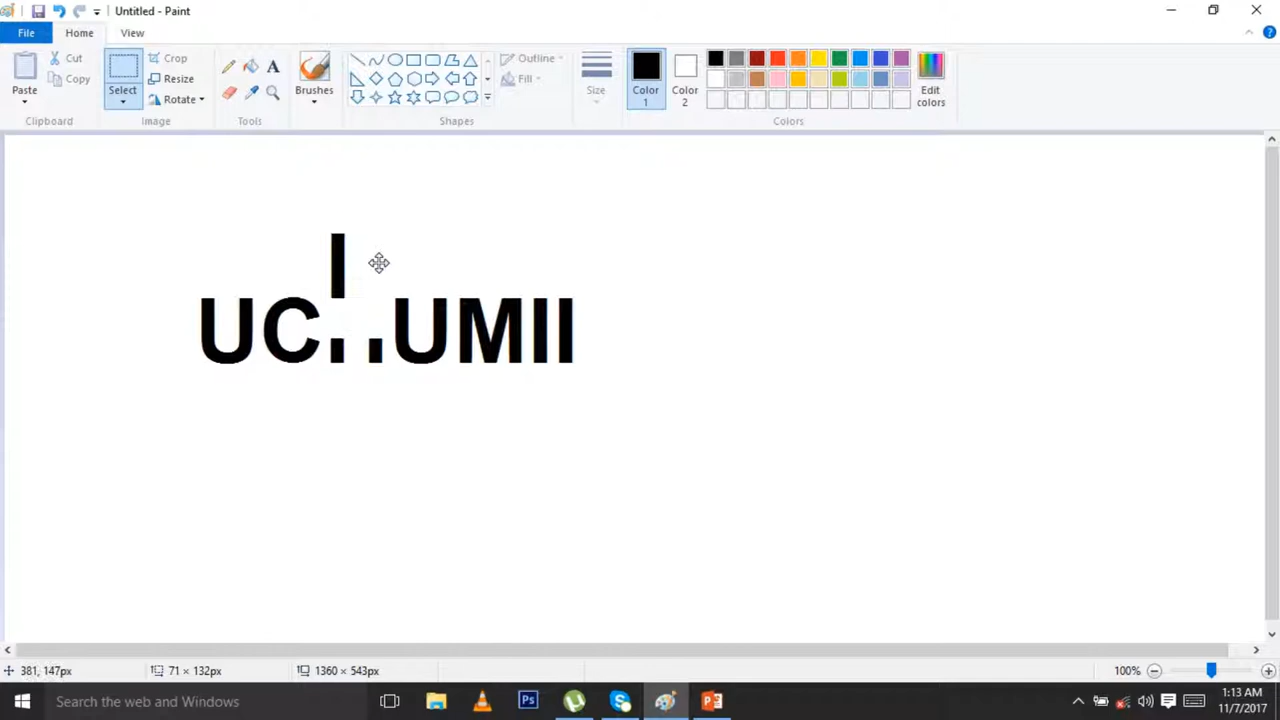 Untitled - Paint
File
Home
View
Paste
Cut
Copy
Clipboard
Select
Crop
Resize
Rotate
Image
Tools
Brushes
Outline
Fill
Shapes
Size
Color 1
Color 2
Edit colors
Colors
UC UMII
381, 147px
71 × 132px
1360 × 543px
100%
Search the web and Windows
Ps
1:13 AM
11/7/2017